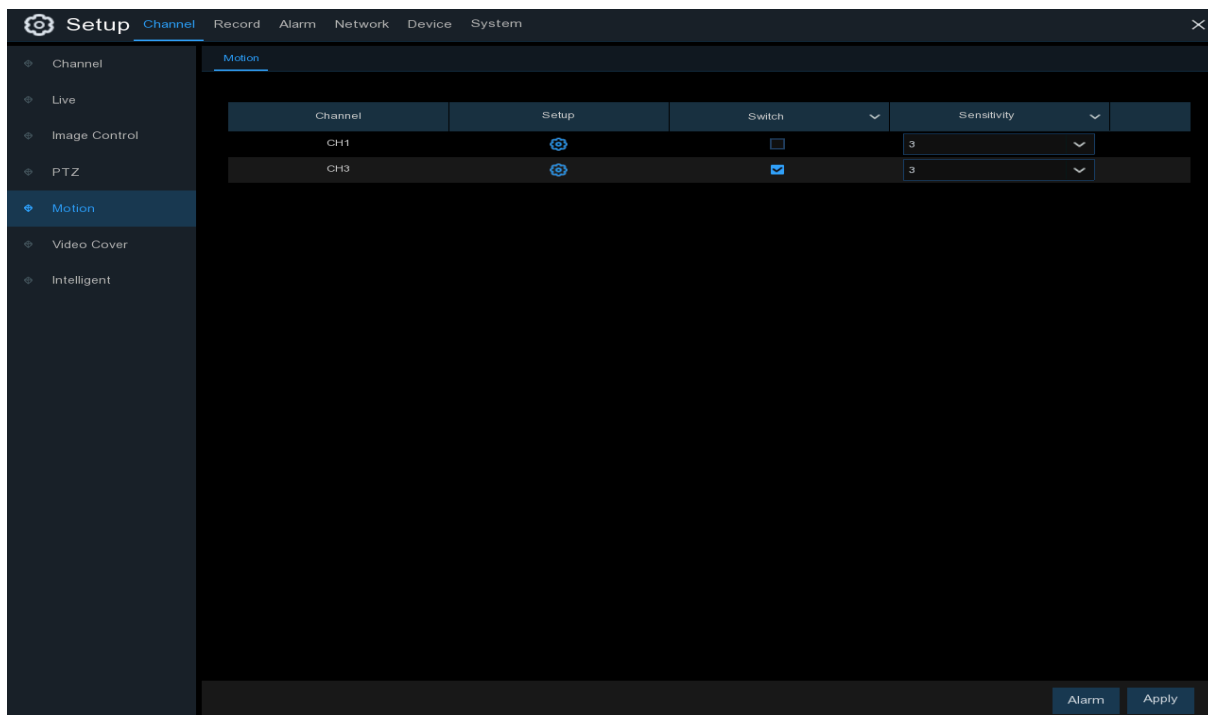 Setup Channel Record Alarm Network Device System
Channel
Live
Image Control
PTZ
Motion
Video Cover
Intelligent
Motion
Channel Setup Switch Sensitivity
CH1 3
CH3 3
Alarm Apply